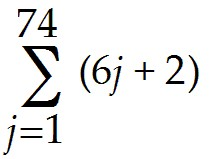 74
∑ (6j + 2)
j=1